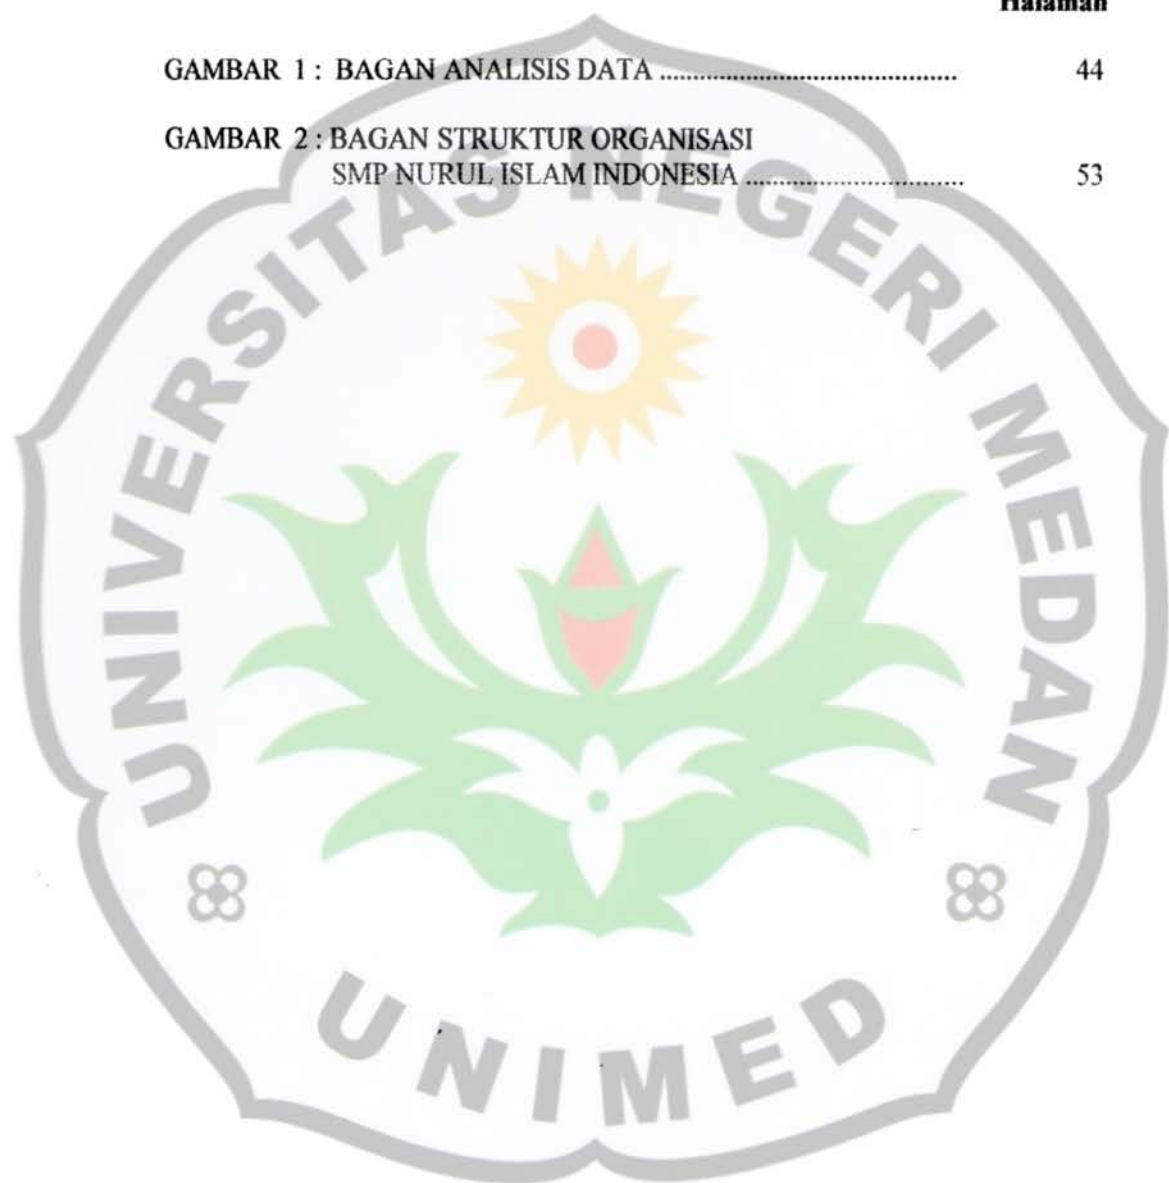 Halaman
GAMBAR 1 : BAGAN ANALISIS DATA ............................................ 44
GAMBAR 2 : BAGAN STRUKTUR ORGANISASI
SMP NURUL ISLAM INDONESIA ................................ 53
UNIVERSITAS NEGERI MEDAN
UNIMED